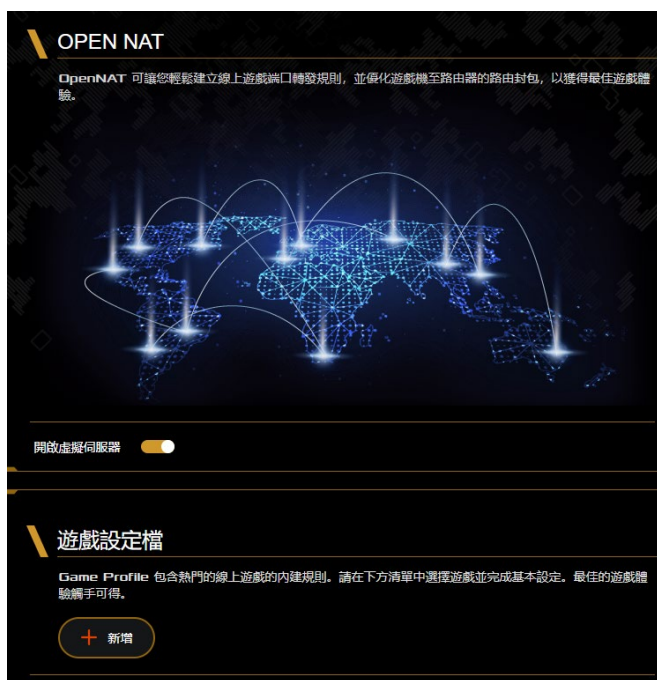 OPEN NAT
OpenNAT 可讓您輕鬆建立線上遊戲端口轉發規則，並優化遊戲機至路由器的路由封包，以獲得最佳遊戲體
驗。
開啟虛擬伺服器
遊戲設定檔
Game Profile 包含熱門的線上遊戲的內建規則。請在下方清單中選擇遊戲並完成基本設定。最佳的遊戲體
驗觸手可得。
新增